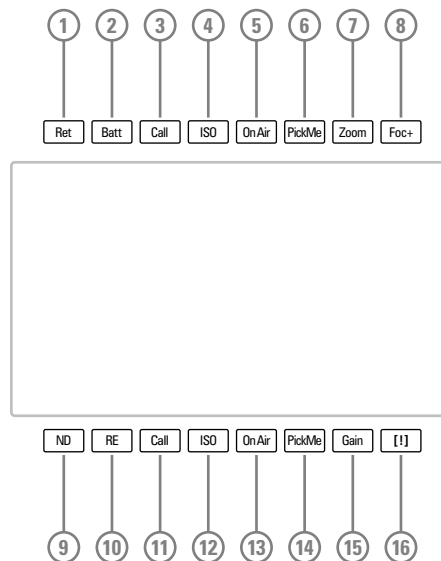 1 2 3 4 5 6 7 8
Ret Batt Call ISO On Air PickMe Zoom Foc+
ND RE Call ISO On Air PickMe Gain [!]
9 10 11 12 13 14 15 16